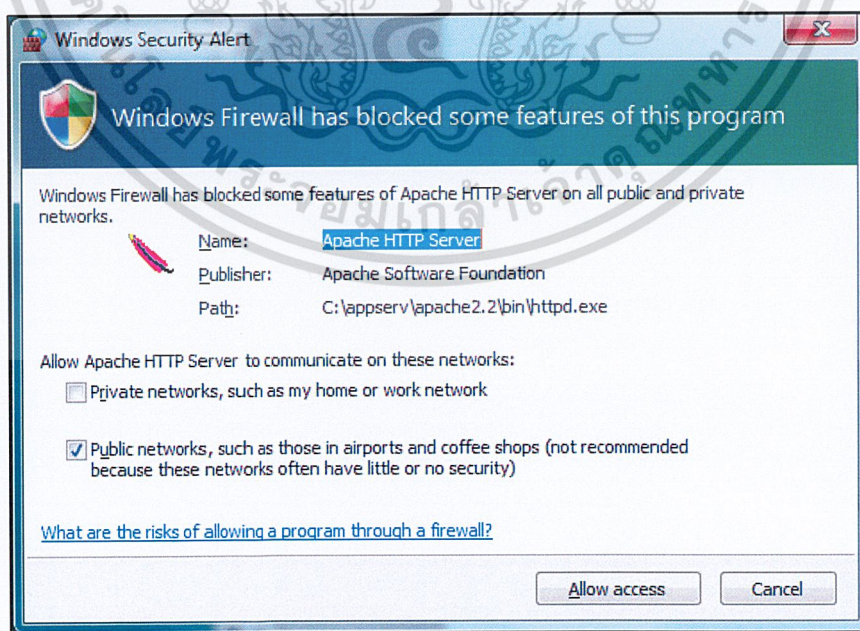 Windows Security Alert
Windows Firewall has blocked some features of this program
Windows Firewall has blocked some features of Apache HTTP Server on all public and private
networks.
Name: Apache HTTP Server
Publisher: Apache Software Foundation
Path: C:\appserv\apache2.2\bin\httpd.exe
Allow Apache HTTP Server to communicate on these networks:
Private networks, such as my home or work network
Public networks, such as those in airports and coffee shops (not recommended
because these networks often have little or no security)
What are the risks of allowing a program through a firewall?
Allow access
Cancel